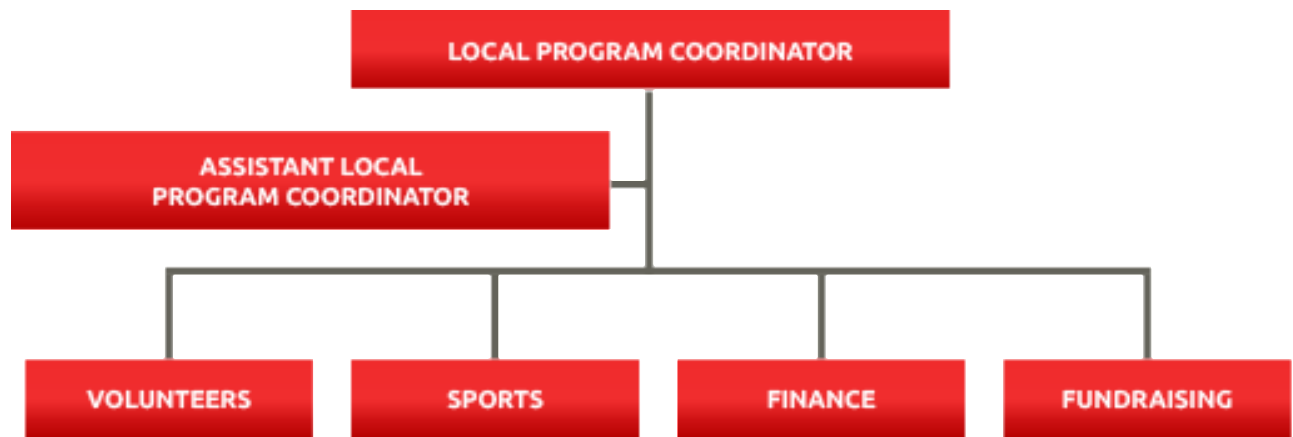 LOCAL PROGRAM COORDINATOR
ASSISTANT LOCAL
PROGRAM COORDINATOR
VOLUNTEERS
SPORTS
FINANCE
FUNDRAISING